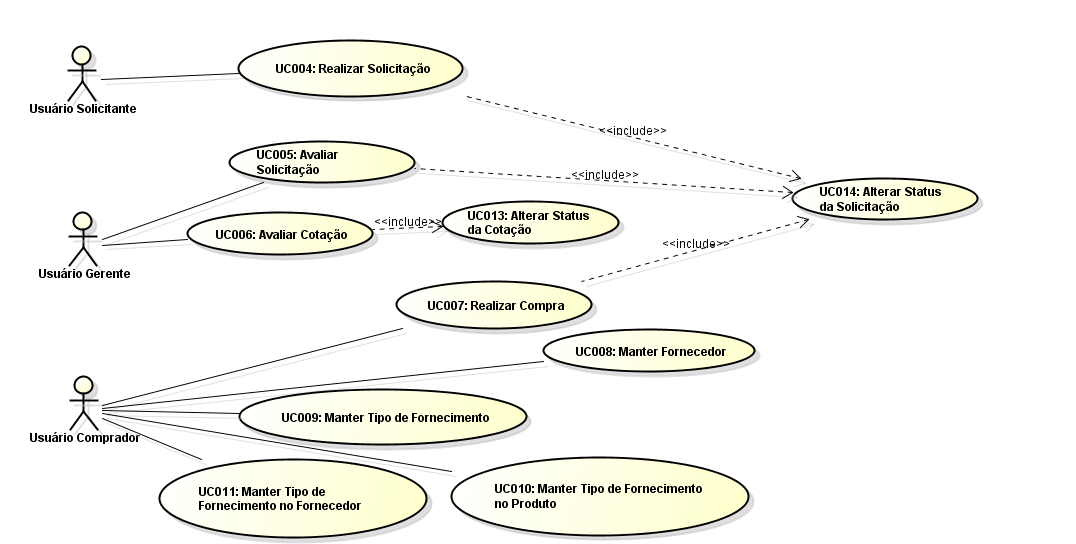 UC004: Realizar Solicitação
Usuário Solicitante
<<include>>
UC005: Avaliar
Solicitação
<<include>>
UC014: Alterar Status
da Solicitação
UC006: Avaliar Cotação
<<include>>
UC013: Alterar Status
da Cotação
<<include>>
Usuário Gerente
UC007: Realizar Compra
UC008: Manter Fornecedor
UC009: Manter Tipo de Fornecimento
Usuário Comprador
UC011: Manter Tipo de
Fornecimento no Fornecedor
UC010: Manter Tipo de Fornecimento
no Produto